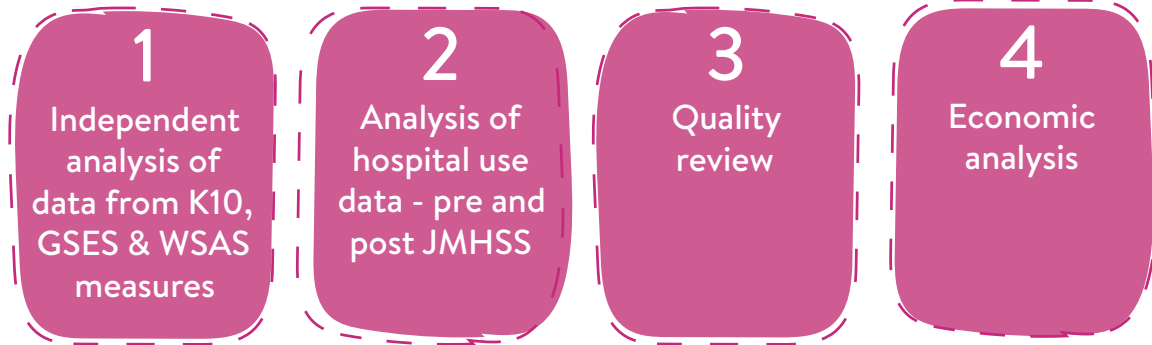 1
Independent
analysis of
data from K10,
GSES & WSAS
measures
2
Analysis of
hospital use
data - pre and
post JMHSS
3
Quality
review
4
Economic
analysis